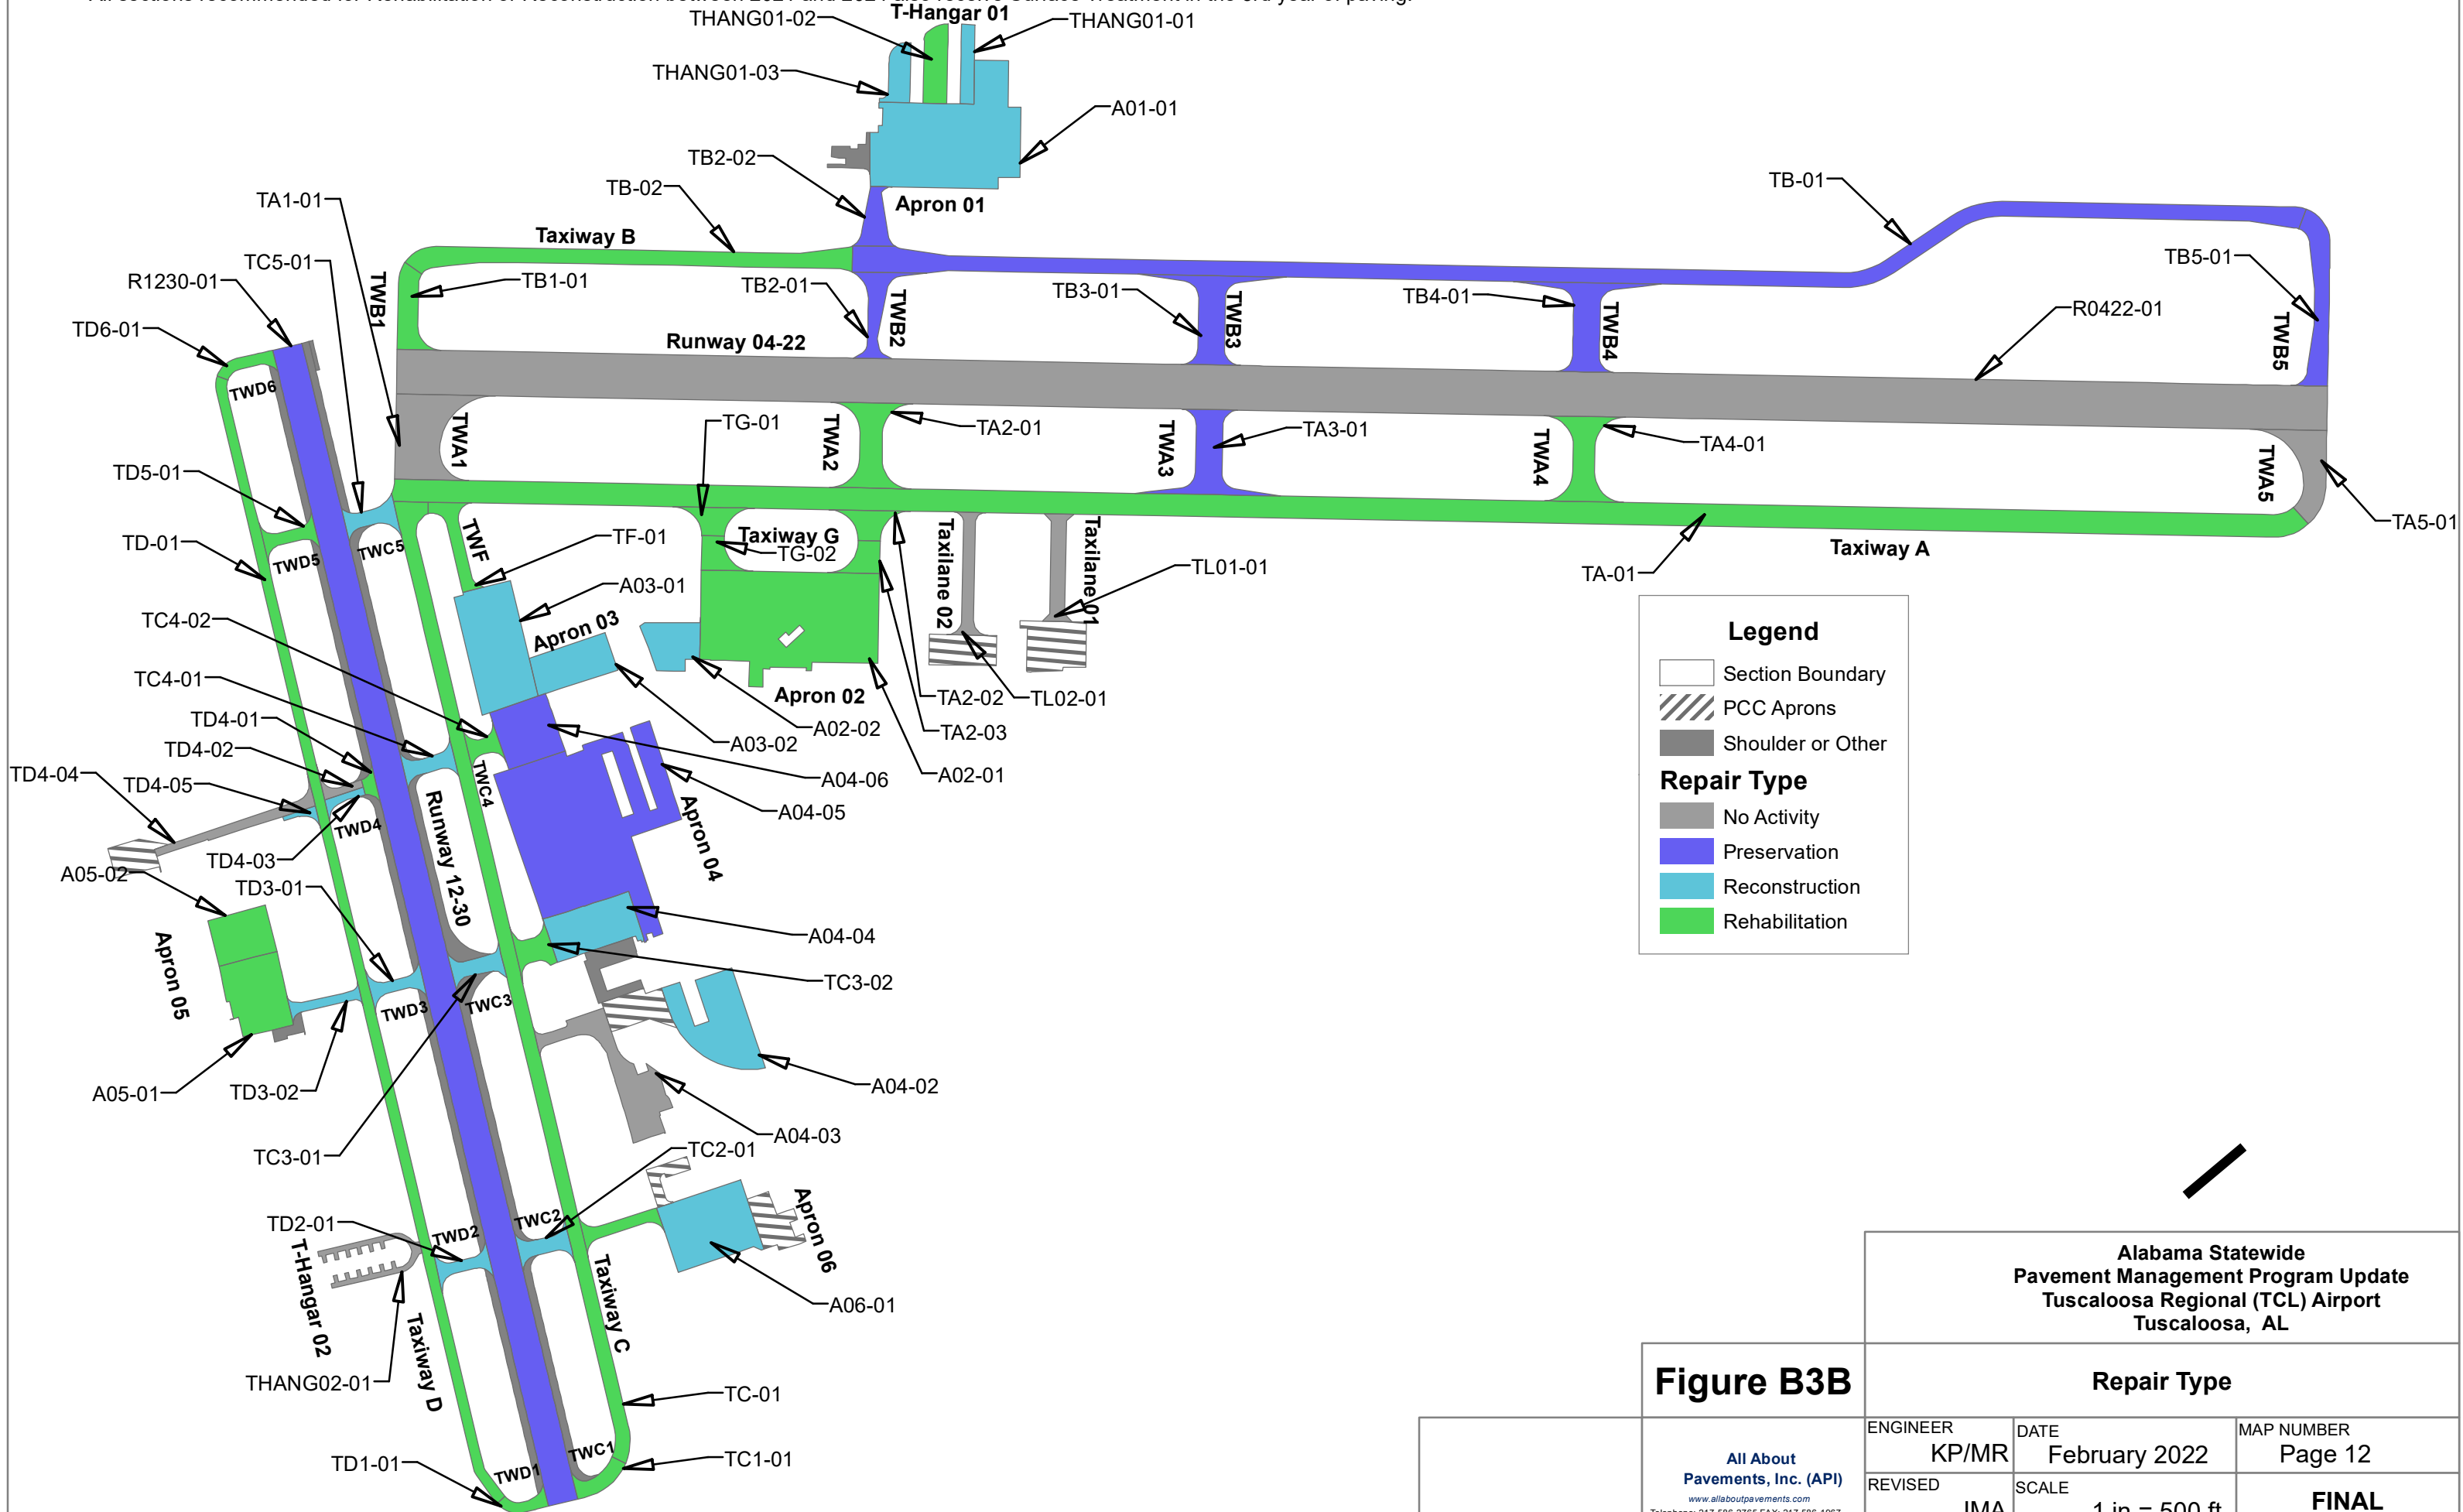 THANG01-02
T-Hangar 01
THANG01-01
THANG01-03
A01-01
TB2-02
TB-02
TB-01
TA1-01
Apron 01
Taxiway B
TC5-01
TWB1
TB5-01
R1230-01
TB1-01
TB2-01
TWB2
TB3-01
TWB3
TB4-01
TWB4
R0422-01
TWB5
TD6-01
Runway 04-22
TWD6
TG-01
TWA1
TWA2
TA2-01
TWA3
TA3-01
TWA4
TA4-01
TWA5
TD5-01
TA5-01
TD-01
TWD5
TWC5
TWF
TF-01
Taxiway G
TG-02
Taxilane 02
Taxilane 01
TL01-01
TA-01
Taxiway A
A03-01
Apron 03
TC4-02
TC4-01
TD4-01
TD4-02
TD4-04
TD4-05
Apron 02
TA2-02
TL02-01
A02-02
TA2-03
A03-02
A02-01
A04-06
A04-05
TWC4
Runway 12-30
Apron 04
TWD4
TD4-03
A05-02
TD3-01
A04-04
Apron 05
TC3-02
TWD3
TWC3
A05-01
TD3-02
A04-02
A04-03
TC3-01
TC2-01
TD2-01
TWD2
TWC2
Apron 06
T-Hangar 02
A06-01
Taxiway C
THANG02-01
Taxiway D
TC-01
TWC1
TC1-01
TD1-01
TWD1
Legend
Section Boundary
PCC Aprons
Shoulder or Other
Repair Type
No Activity
Preservation
Reconstruction
Rehabilitation
Alabama Statewide
Pavement Management Program Update
Tuscaloosa Regional (TCL) Airport
Tuscaloosa, AL
Figure B3B
Repair Type
ENGINEER
KP/MR
DATE
February 2022
MAP NUMBER
Page 12
All About
Pavements, Inc. (API)
www.allaboutpavements.com
REVISED
JMA
SCALE
1 in = 500 ft
FINAL